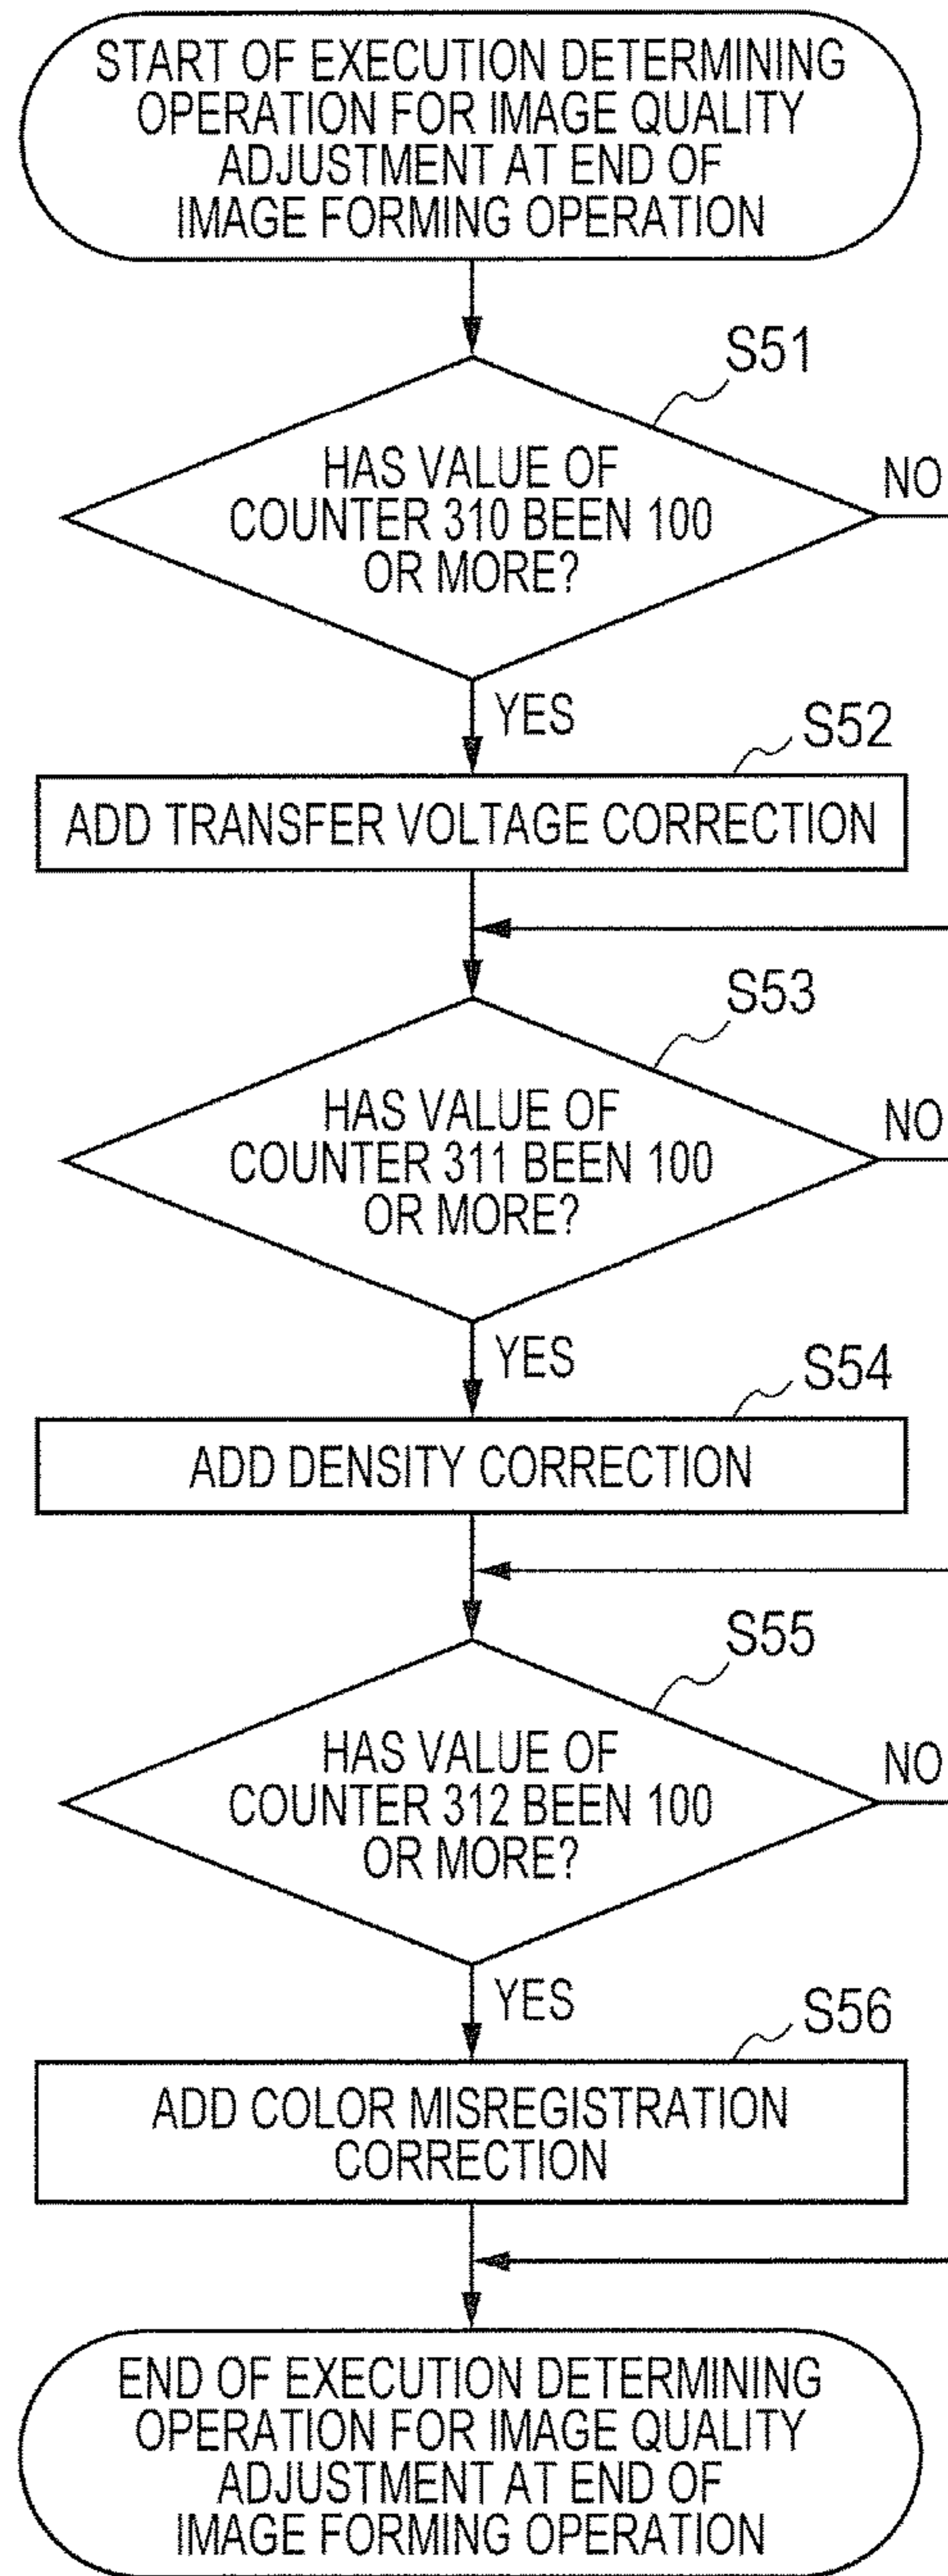 START OF EXECUTION DETERMINING
OPERATION FOR IMAGE QUALITY
ADJUSTMENT AT END OF
IMAGE FORMING OPERATION
S51
HAS VALUE OF
COUNTER 310 BEEN 100
OR MORE?
NO
YES
S52
ADD TRANSFER VOLTAGE CORRECTION
S53
HAS VALUE OF
COUNTER 311 BEEN 100
OR MORE?
NO
YES
S54
ADD DENSITY CORRECTION
S55
HAS VALUE OF
COUNTER 312 BEEN 100
OR MORE?
NO
YES
S56
ADD COLOR MISREGISTRATION
CORRECTION
END OF EXECUTION DETERMINING
OPERATION FOR IMAGE QUALITY
ADJUSTMENT AT END OF
IMAGE FORMING OPERATION